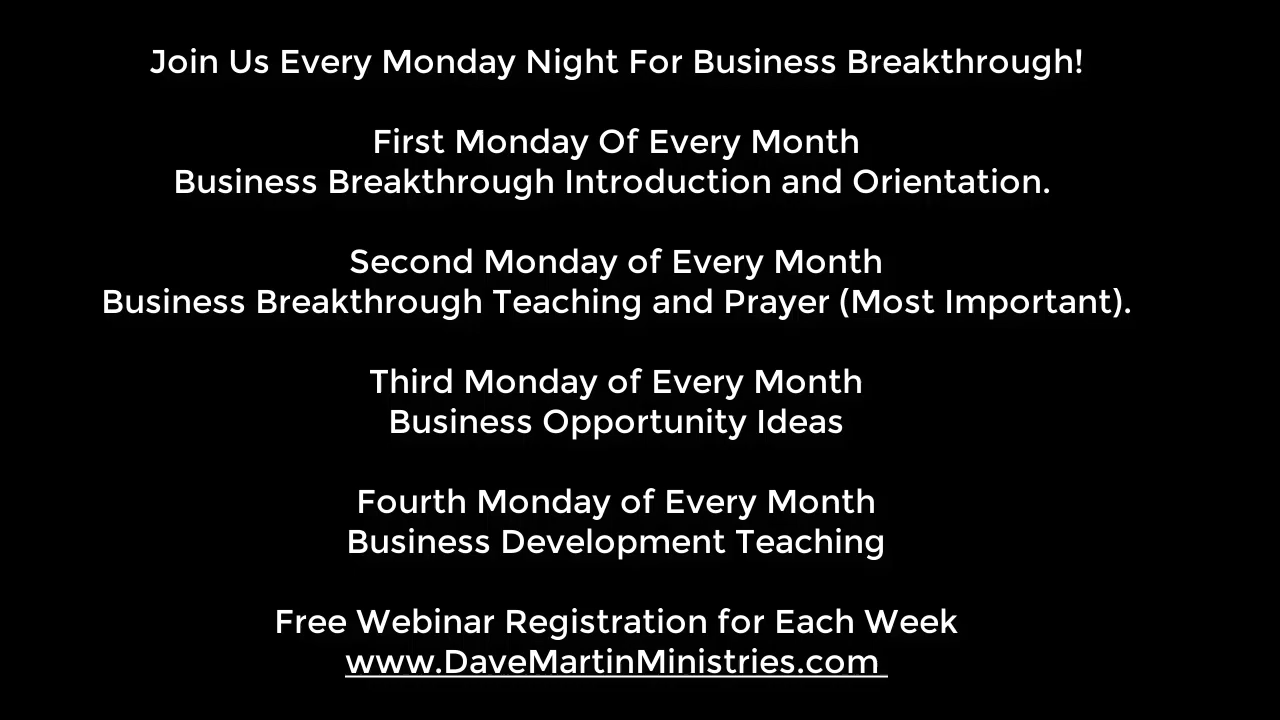 Join Us Every Monday Night For Business Breakthrough!
First Monday Of Every Month
Business Breakthrough Introduction and Orientation.
Second Monday of Every Month
Business Breakthrough Teaching and Prayer (Most Important).
Third Monday of Every Month
Business Opportunity Ideas
Fourth Monday of Every Month
Business Development Teaching
Free Webinar Registration for Each Week
www.DaveMartinMinistries.com